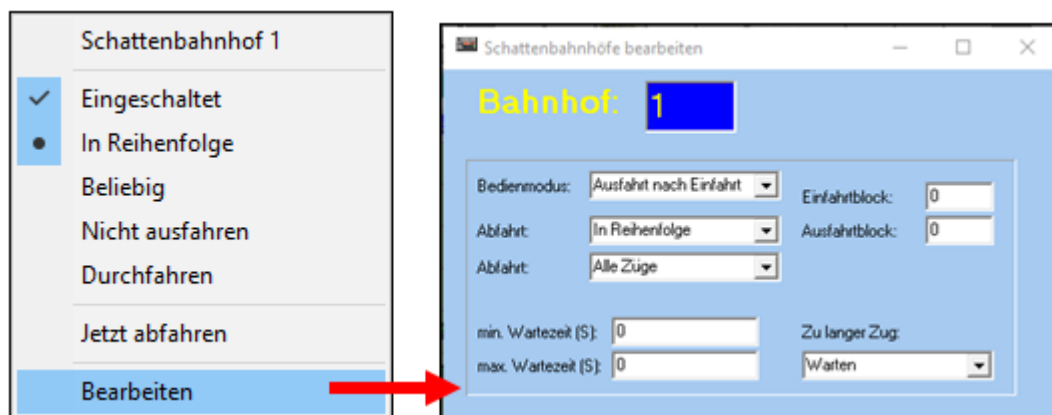 Schattenbahnhof 1
Eingeschaltet
In Reihenfolge
Beliebig
Nicht ausfahren
Durchfahren
Jetzt abfahren
Bearbeiten
Schattenbahnhöfe bearbeiten
Bahnhof: 1
Bedienmodus: Ausfahrt nach Einfahrt
Einfahrtblock: 0
Abfahrt: In Reihenfolge
Ausfahrtblock: 0
Abfahrt: Alle Züge
min. Wartezeit (S): 0
Zu langer Zug:
max. Wartezeit (S): 0
Warten